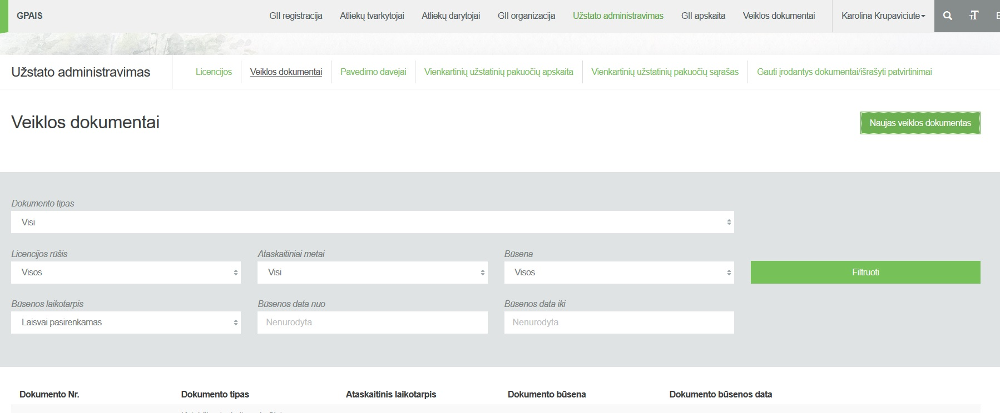 GPAIS
GII registracija
Atliekų tvarkytojai
Atliekų darytojai
GII organizacija
Užstato administravimas
GII apskaita
Veiklos dokumentai
Karolina Krupaviciute
Užstato administravimas
Licencijos
Veiklos dokumentai
Pavedimo davėjai
Vienkartinių užstatinių pakuočių apskaita
Vienkartinių užstatinių pakuočių sąrašas
Gauti įrodantys dokumentai/išrašyti patvirtinimai
Veiklos dokumentai
Naujas veiklos dokumentas
Dokumento tipas
Visi
Licencijos rūšis
Ataskaitiniai metai
Būsena
Visos
Visi
Visos
Filtruoti
Būsenos laikotarpis
Būsenos data nuo
Būsenos data iki
Laisvai pasirenkamas
Nenurodyta
Nenurodyta
Dokumento Nr.
Dokumento tipas
Ataskaitinis laikotarpis
Dokumento būsena
Dokumento būsenos data